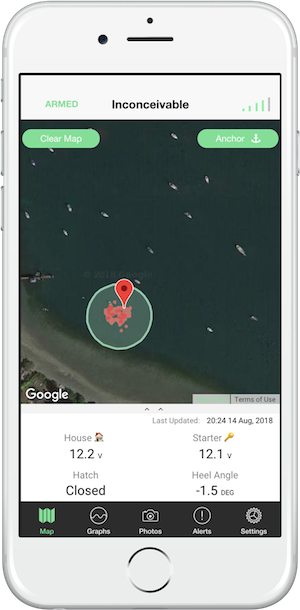 ARMED Inconceivable
Clear Map Anchor
Google Terms of Use
Last Updated: 20:24 14 Aug, 2018
House Starter
12.2 V 12.1 V
Hatch Heel Angle
Closed -1.5 DEG
Map Graphs Photos Alerts Settings